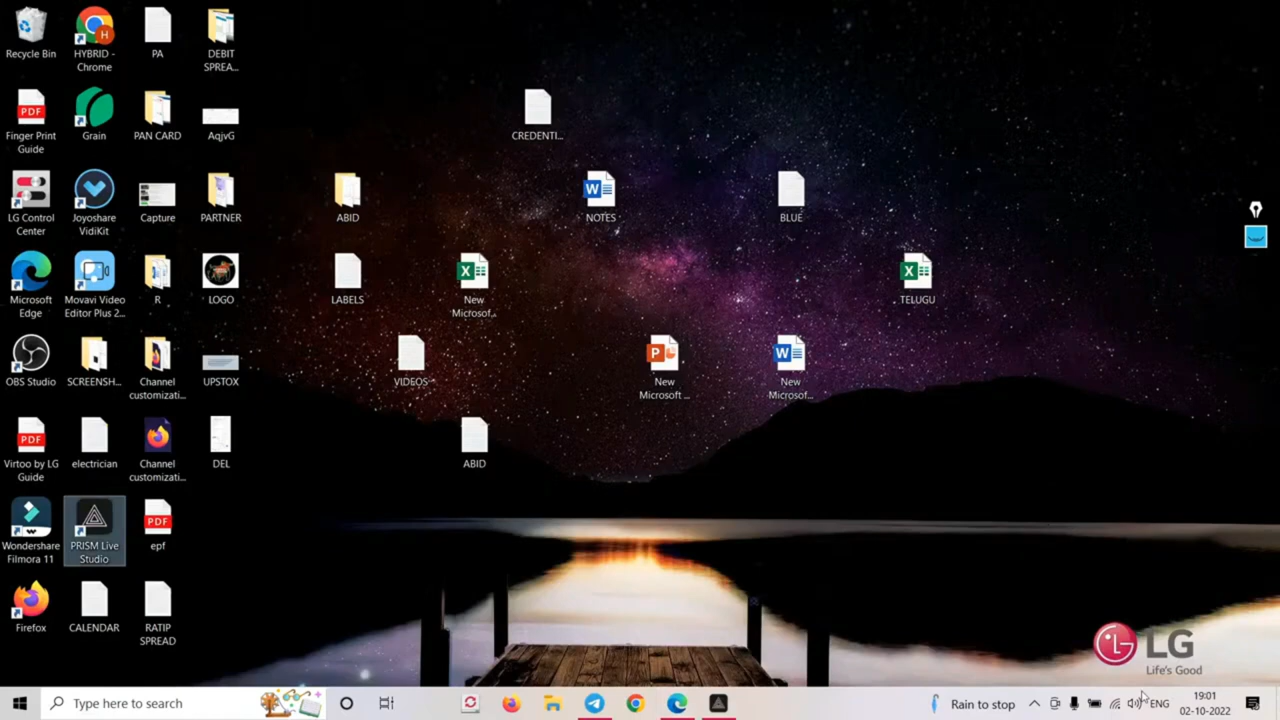 Recycle Bin
HYBRID -
Chrome
PA
DEBIT
SPREA...
PDF
Finger Print
Guide
Grain
PAN CARD
AqjvG
CREDENTI...
LG Control
Center
Joyoshare
VidiKit
Capture
PARTNER
ABID
W
NOTES
BLUE
Microsoft
Edge
Movavi Video
Editor Plus 2...
R
LOGO
LABELS
X
New
Microsof...
X
TELUGU
OBS Studio
SCREENSH...
Channel
customizati...
UPSTOX
VIDEOS
P
New
Microsoft ...
W
New
Microsof...
PDF
Virtoo by LG
Guide
electrician
Channel
customizati...
DEL
ABID
Wondershare
Filmora 11
PRISM Live
Studio
PDF
epf
Firefox
CALENDAR
RATIP
SPREAD
LG
Life's Good
Type here to search
Rain to stop
ENG
19:01
02-10-2022